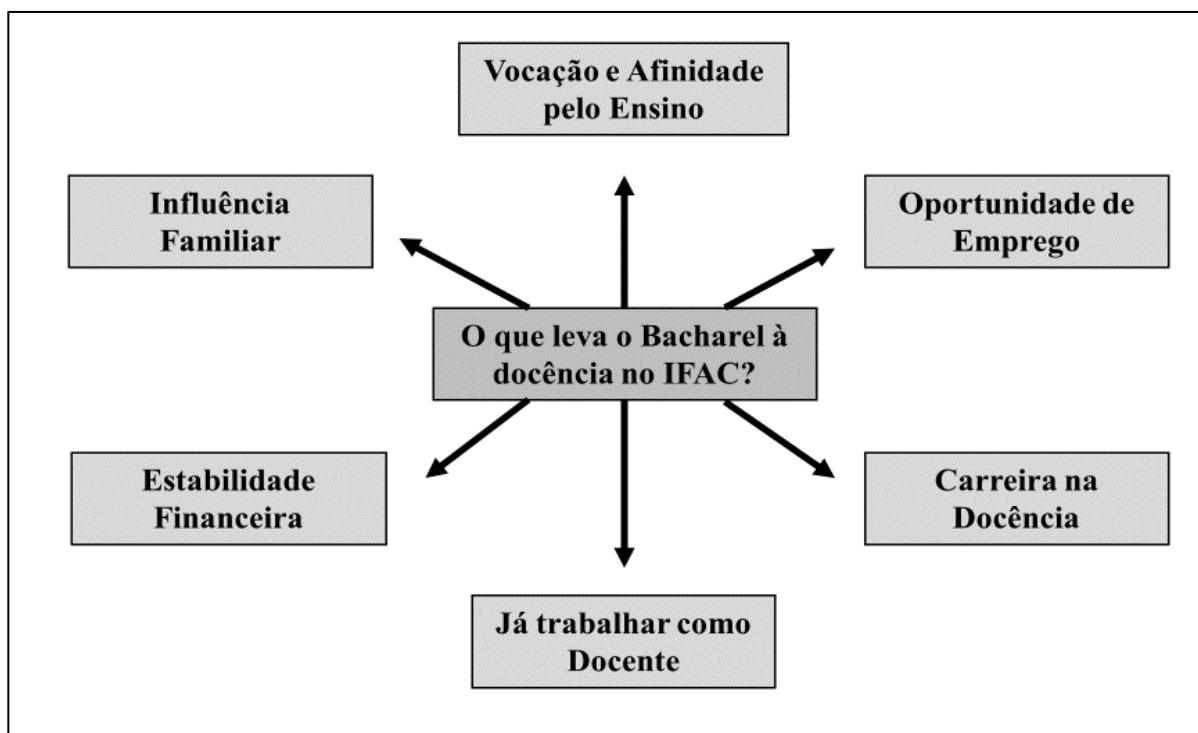 Vocação e Afinidade
pelo Ensino
Influência
Familiar
Oportunidade de
Emprego
O que leva o Bacharel à
docência no IFAC?
Estabilidade
Financeira
Carreira na
Docência
Já trabalhar como
Docente